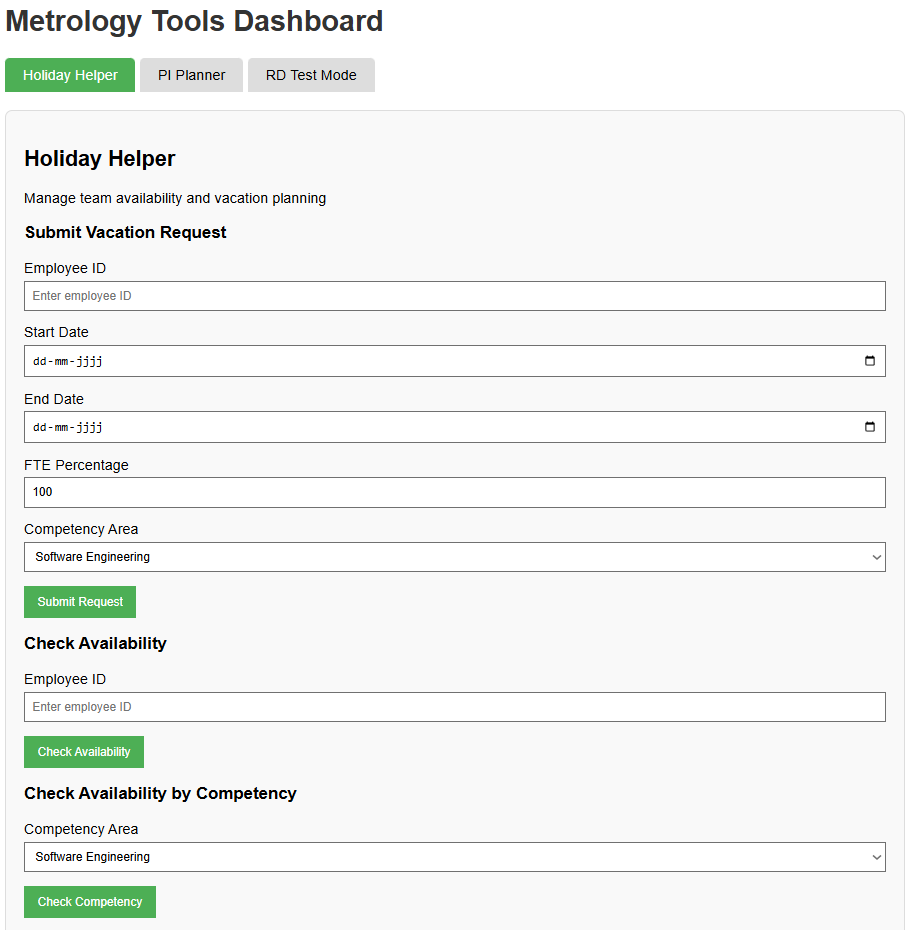 Metrology Tools Dashboard
Holiday Helper PI Planner RD Test Mode
Holiday Helper
Manage team availability and vacation planning
Submit Vacation Request
Employee ID
Enter employee ID
Start Date
dd-mm-jjjj
End Date
dd-mm-jjjj
FTE Percentage
100
Competency Area
Software Engineering
Submit Request
Check Availability
Employee ID
Enter employee ID
Check Availability
Check Availability by Competency
Competency Area
Software Engineering
Check Competency